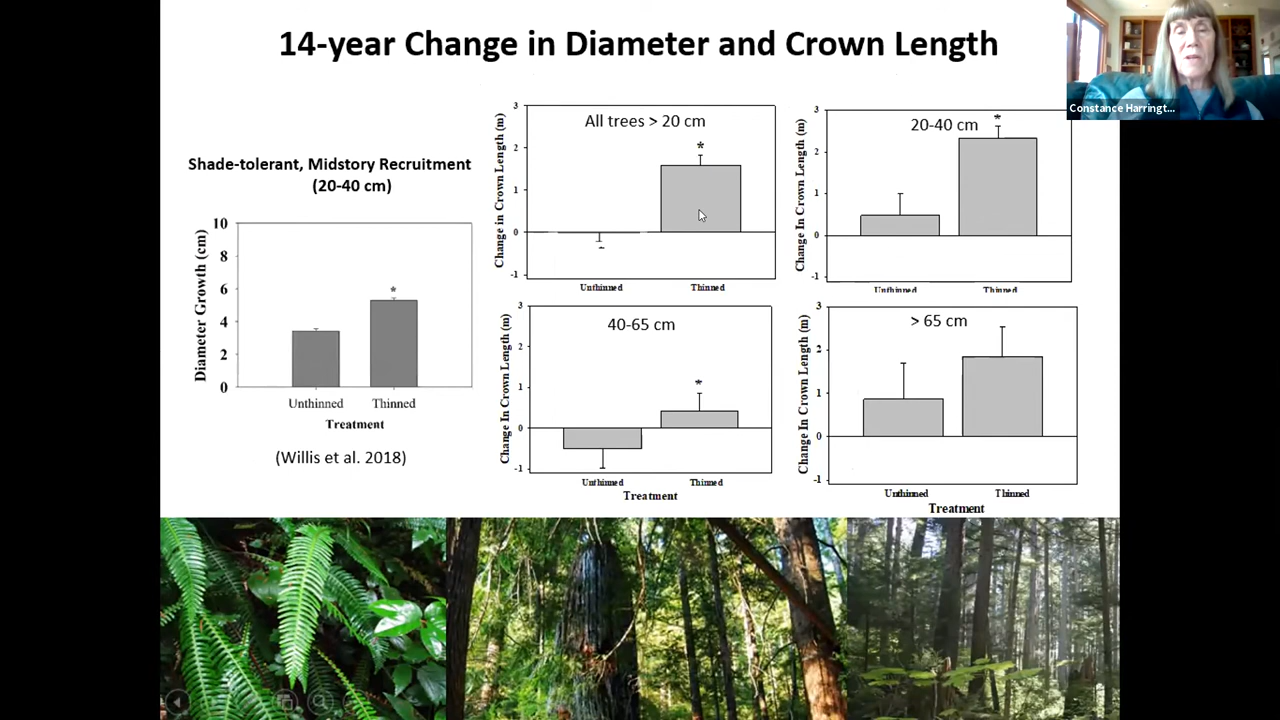 14-year Change in Diameter and Crown Length
Constance Harringt...
Shade-tolerant, Midstory Recruitment
(20-40 cm)
Diameter Growth (cm)
10
8
6
4
2
0
*
Unthinned Thinned
Treatment
(Willis et al. 2018)
Change in Crown Length (m)
3
2
1
0
-1
All trees > 20 cm
*
Unthinned Thinned
Change In Crown Length (m)
3
2
1
0
-1
20-40 cm
*
Unthinned Thinned
Change In Crown Length (m)
3
2
1
0
-1
40-65 cm
*
Unthinned Thinned
Treatment
Change In Crown Length (m)
3
2
1
0
-1
> 65 cm
Unthinned Thinned
Treatment